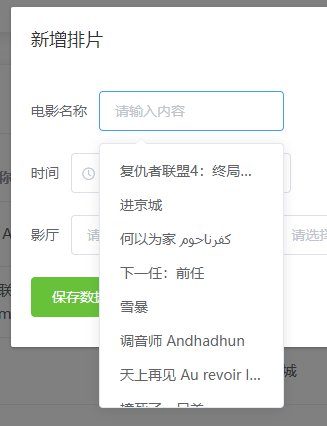 新增排片
电影名称
请输入内容
复仇者联盟4：终局...
时间
进京城
影厅
何以为家 كفرناحوم
请选择
下一任：前任
保存数据
雪暴
调音师 Andhadhun
天上再见 Au revoir l...
城